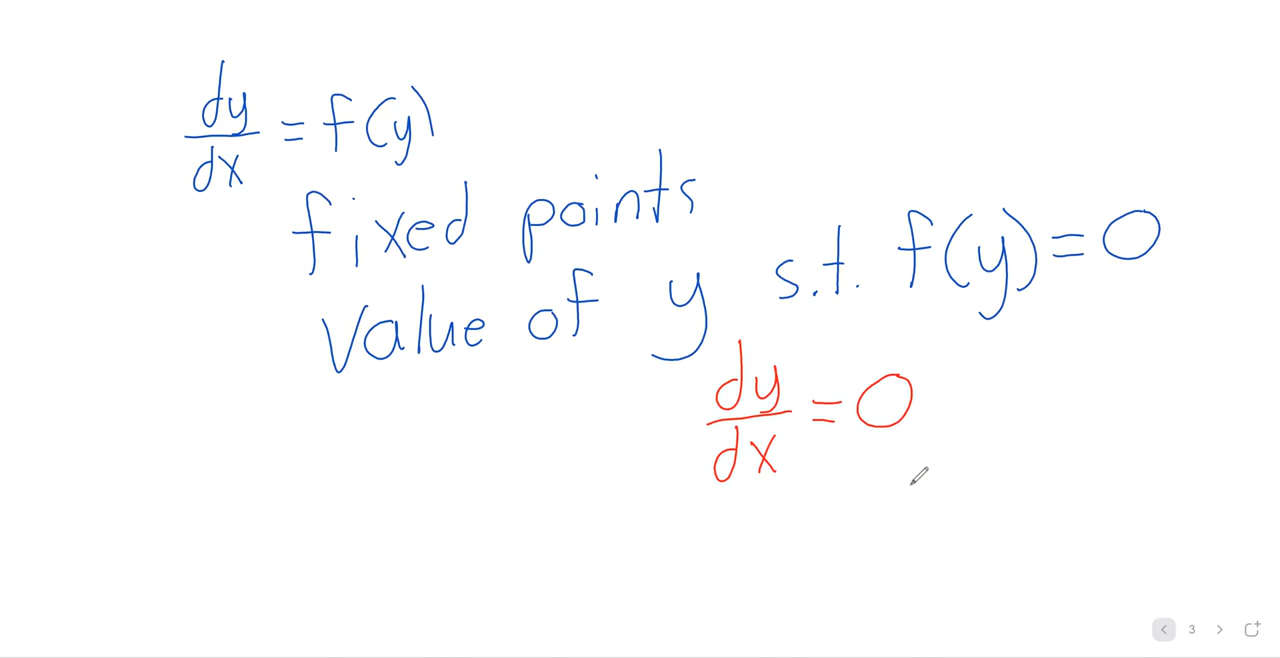 dy/dx = f(y)
fixed points
value of y s.t. f(y)=0
dy/dx = 0
3